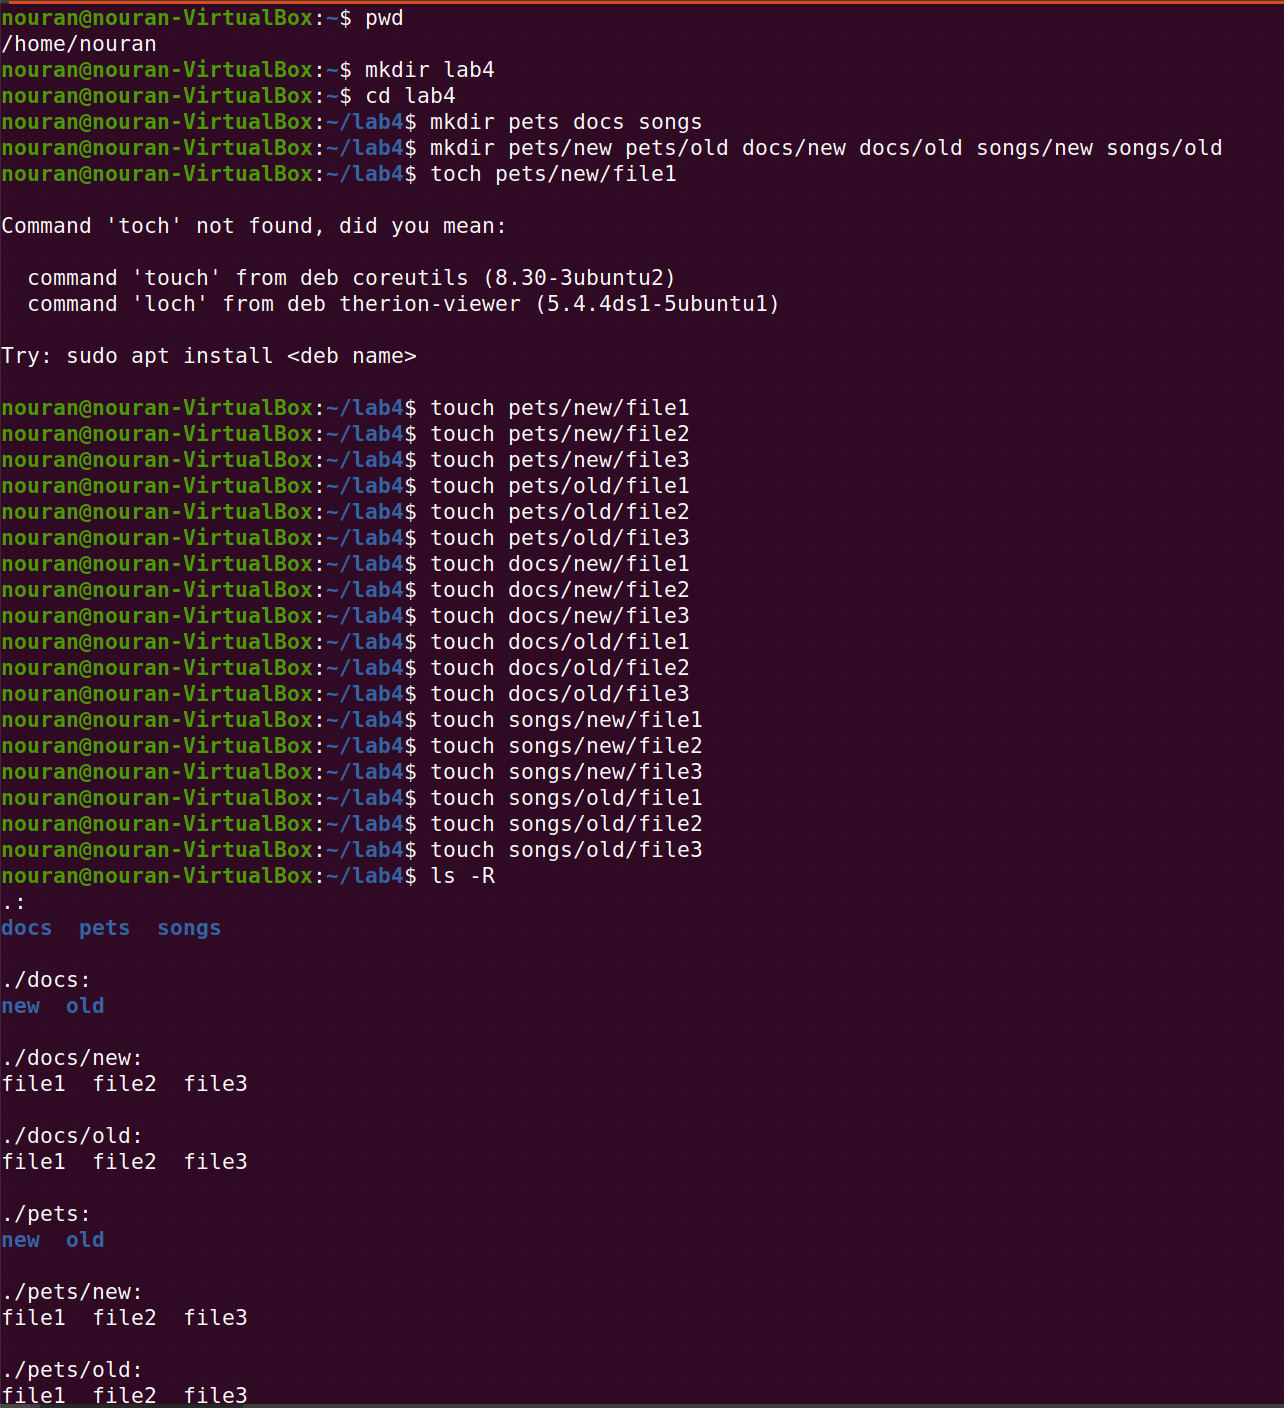 nouran@nouran-VirtualBox:~$ pwd
/home/nouran
nouran@nouran-VirtualBox:~$ mkdir lab4
nouran@nouran-VirtualBox:~$ cd lab4
nouran@nouran-VirtualBox:~/lab4$ mkdir pets docs songs
nouran@nouran-VirtualBox:~/lab4$ mkdir pets/new pets/old docs/new docs/old songs/new songs/old
nouran@nouran-VirtualBox:~/lab4$ toch pets/new/file1

Command 'toch' not found, did you mean:

  command 'touch' from deb coreutils (8.30-3ubuntu2)
  command 'loch' from deb therion-viewer (5.4.4ds1-5ubuntu1)

Try: sudo apt install <deb name>

nouran@nouran-VirtualBox:~/lab4$ touch pets/new/file1
nouran@nouran-VirtualBox:~/lab4$ touch pets/new/file2
nouran@nouran-VirtualBox:~/lab4$ touch pets/new/file3
nouran@nouran-VirtualBox:~/lab4$ touch pets/old/file1
nouran@nouran-VirtualBox:~/lab4$ touch pets/old/file2
nouran@nouran-VirtualBox:~/lab4$ touch pets/old/file3
nouran@nouran-VirtualBox:~/lab4$ touch docs/new/file1
nouran@nouran-VirtualBox:~/lab4$ touch docs/new/file2
nouran@nouran-VirtualBox:~/lab4$ touch docs/new/file3
nouran@nouran-VirtualBox:~/lab4$ touch docs/old/file1
nouran@nouran-VirtualBox:~/lab4$ touch docs/old/file2
nouran@nouran-VirtualBox:~/lab4$ touch docs/old/file3
nouran@nouran-VirtualBox:~/lab4$ touch songs/new/file1
nouran@nouran-VirtualBox:~/lab4$ touch songs/new/file2
nouran@nouran-VirtualBox:~/lab4$ touch songs/new/file3
nouran@nouran-VirtualBox:~/lab4$ touch songs/old/file1
nouran@nouran-VirtualBox:~/lab4$ touch songs/old/file2
nouran@nouran-VirtualBox:~/lab4$ touch songs/old/file3
nouran@nouran-VirtualBox:~/lab4$ ls -R
.:
docs  pets  songs

./docs:
new  old

./docs/new:
file1  file2  file3

./docs/old:
file1  file2  file3

./pets:
new  old

./pets/new:
file1  file2  file3

./pets/old:
file1  file2  file3